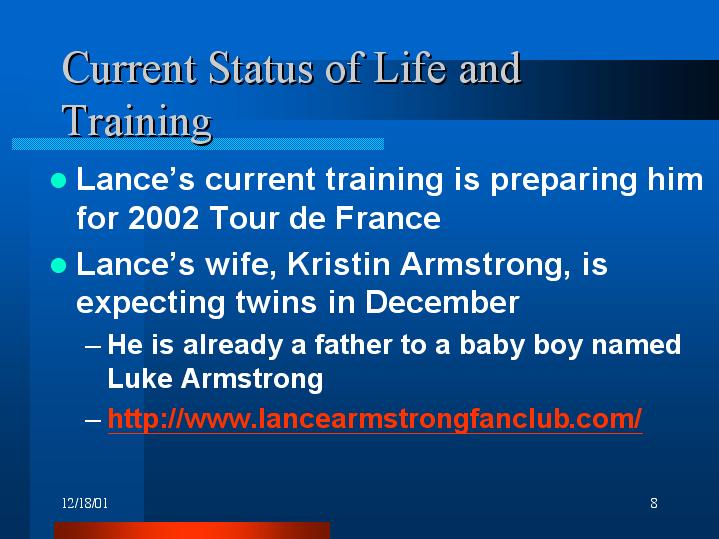 Current Status of Life and
Training
Lance's current training is preparing him
for 2002 Tour de France
Lance's wife, Kristin Armstrong, is
expecting twins in December
– He is already a father to a baby boy named
Luke Armstrong
– http://www.lancearmstrongfanclub.com/
12/18/01
8